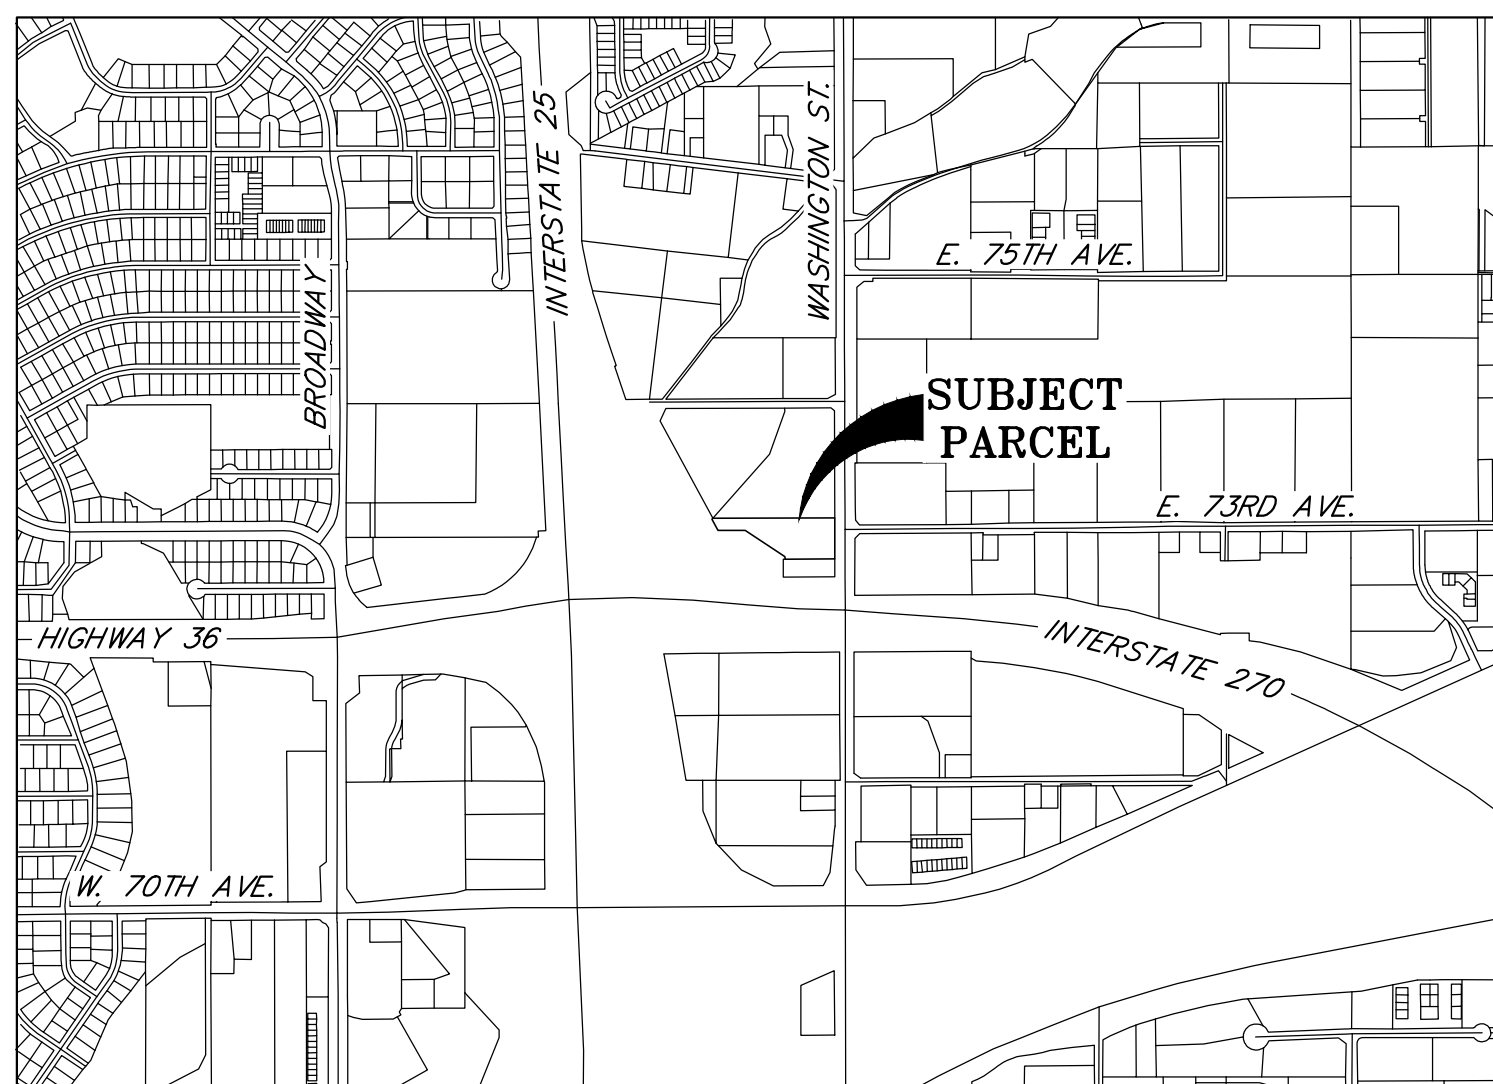 INTERSTATE 25
WASHINGTON ST.
E. 75TH AVE.
BROADWAY
SUBJECT
PARCEL
E. 73RD AVE.
HIGHWAY 36
INTERSTATE 270
W. 70TH AVE.